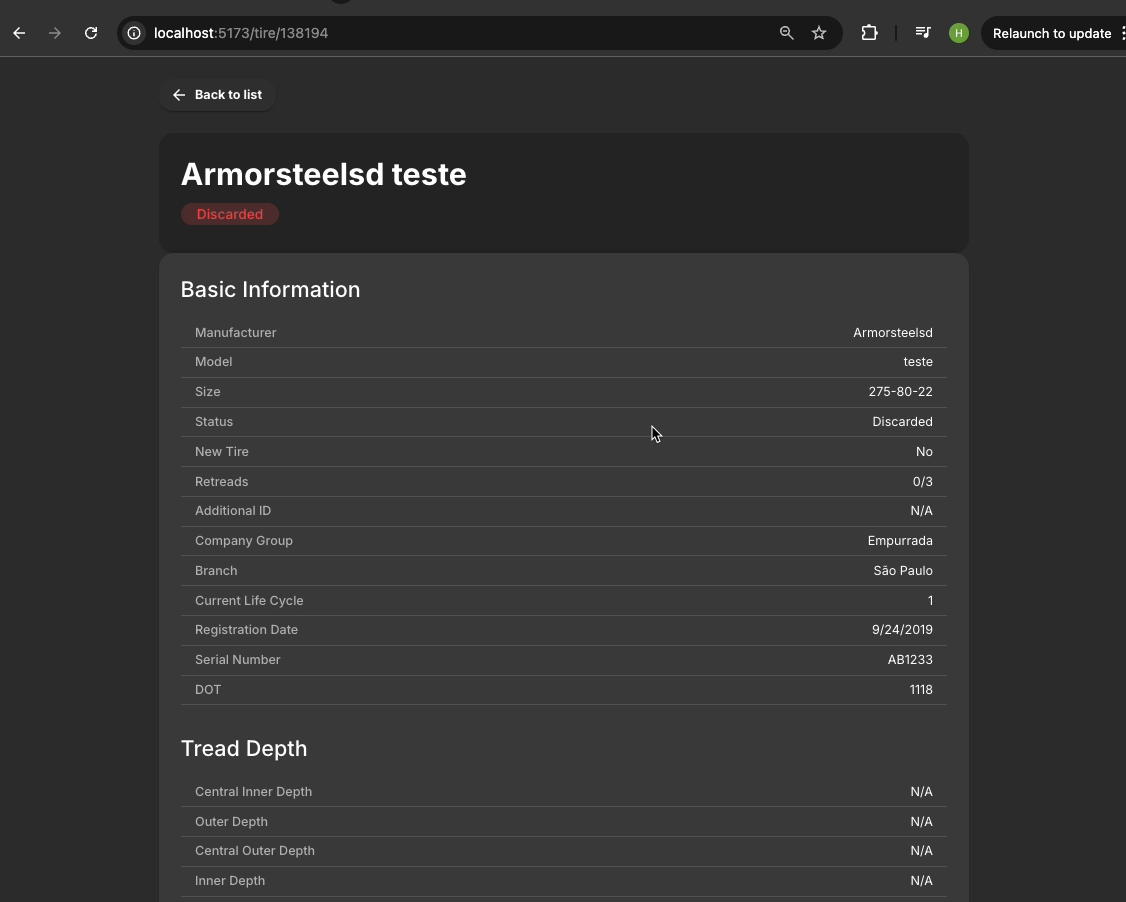 localhost:5173/tire/138194
H
Relaunch to update
Back to list
Armorsteelsd teste
Discarded
Basic Information
Manufacturer Armorsteelsd
Model teste
Size 275-80-22
Status Discarded
New Tire No
Retreads 0/3
Additional ID N/A
Company Group Empurrada
Branch São Paulo
Current Life Cycle 1
Registration Date 9/24/2019
Serial Number AB1233
DOT 1118
Tread Depth
Central Inner Depth N/A
Outer Depth N/A
Central Outer Depth N/A
Inner Depth N/A